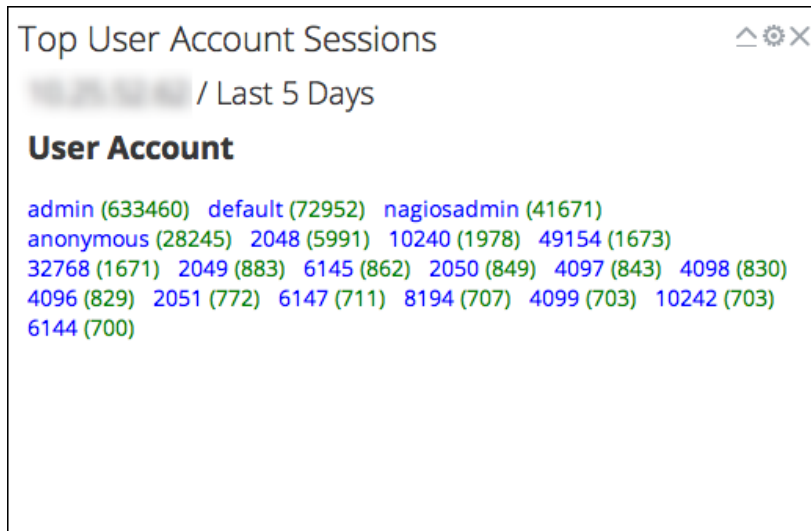 Top User Account Sessions
/ Last 5 Days
User Account
admin (633460) default (72952) nagiosadmin (41671)
anonymous (28245) 2048 (5991) 10240 (1978) 49154 (1673)
32768 (1671) 2049 (883) 6145 (862) 2050 (849) 4097 (843) 4098 (830)
4096 (829) 2051 (772) 6147 (711) 8194 (707) 4099 (703) 10242 (703)
6144 (700)